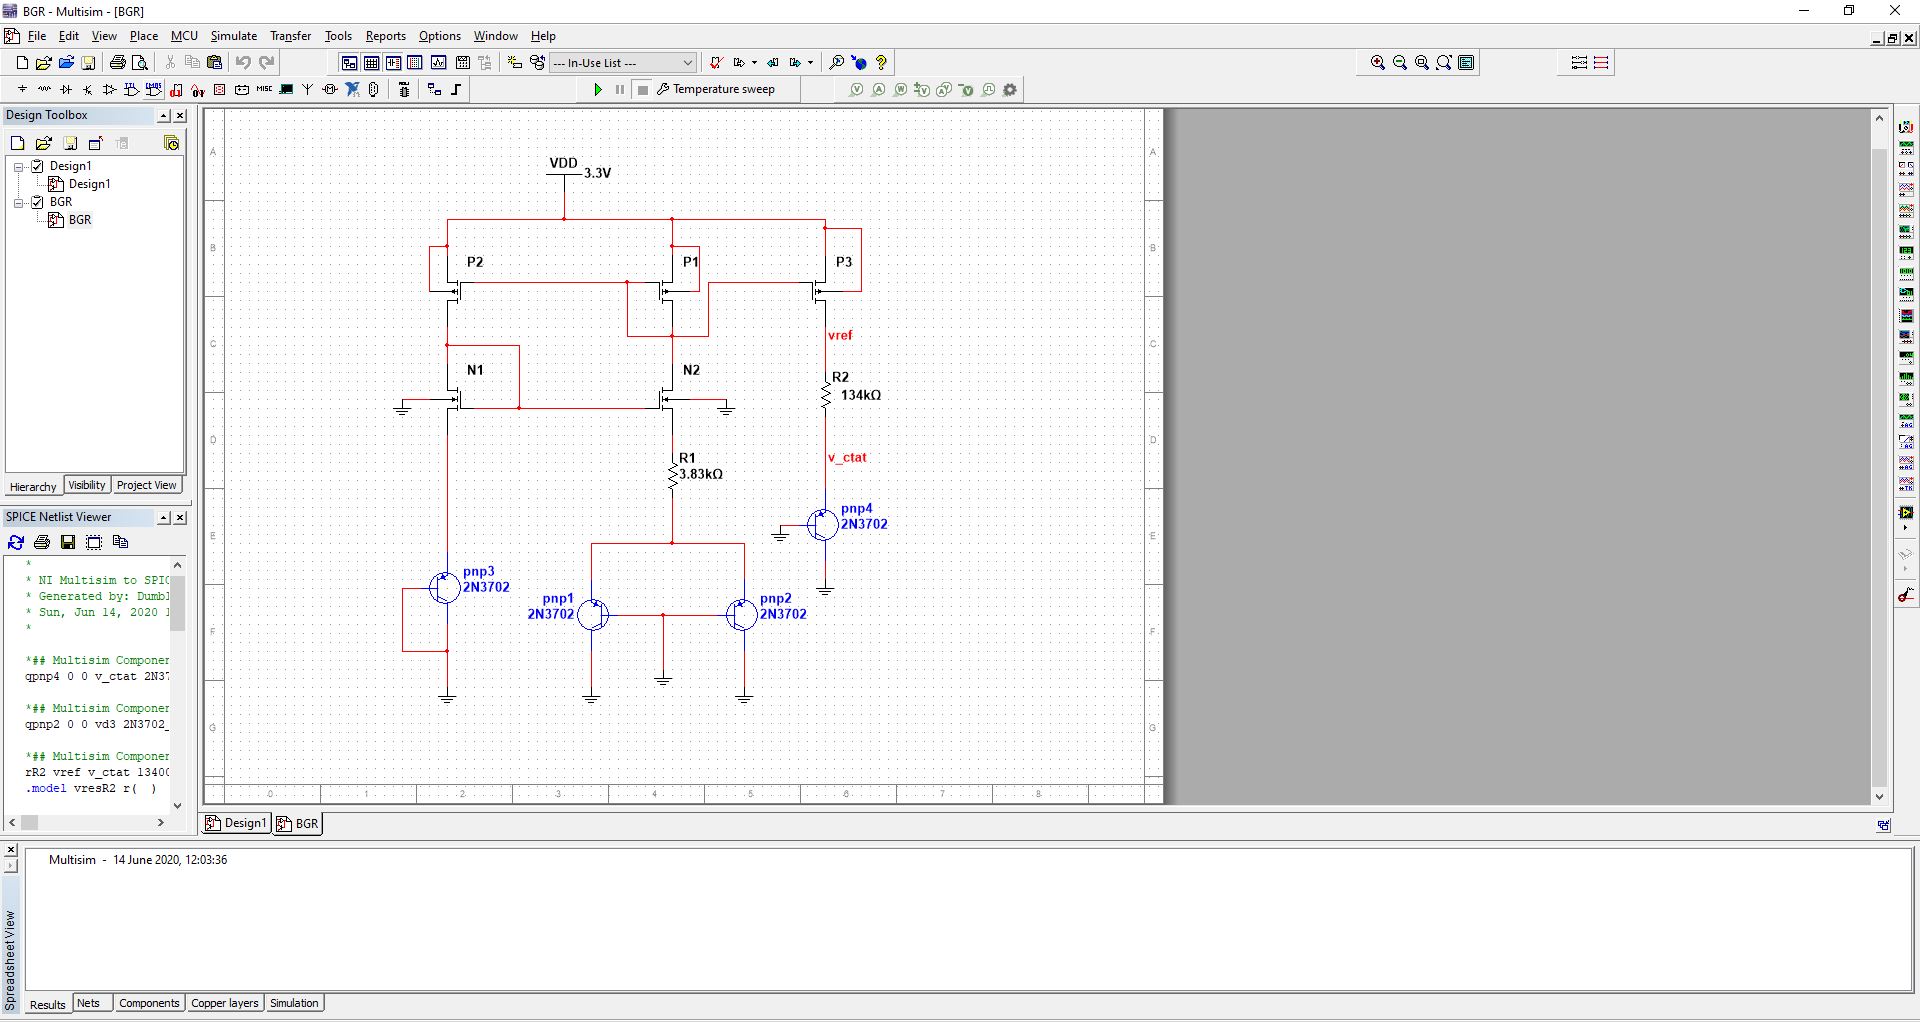 BGR - Multisim - [BGR]
File Edit View Place MCU Simulate Transfer Tools Reports Options Window Help
--- In-Use List ---
Temperature sweep
Design Toolbox
Design1
Design1
BGR
BGR
Hierarchy Visibility Project View
SPICE Netlist Viewer
*
* NI Multisim to SPIC
* Generated by: Dumbl
* Sun, Jun 14, 2020 1
*
*## Multisim Componer
qpnp4 0 0 v_ctat 2N37
*## Multisim Componer
qpnp2 0 0 vd3 2N3702_
*## Multisim Componer
rR2 vref v_ctat 13400
.model vresR2 r( )
A
B
C
D
E
F
G
VDD
3.3V
P2
P1
P3
vref
N1
N2
R2
134kΩ
R1
3.83kΩ
v_ctat
pnp4
2N3702
pnp3
2N3702
pnp1
2N3702
pnp2
2N3702
A
B
C
D
E
F
G
0 1 2 3 4 5 6 7 8
Design1 BGR
Multisim - 14 June 2020, 12:03:36
Spreadsheet View
Results Nets Components Copper layers Simulation